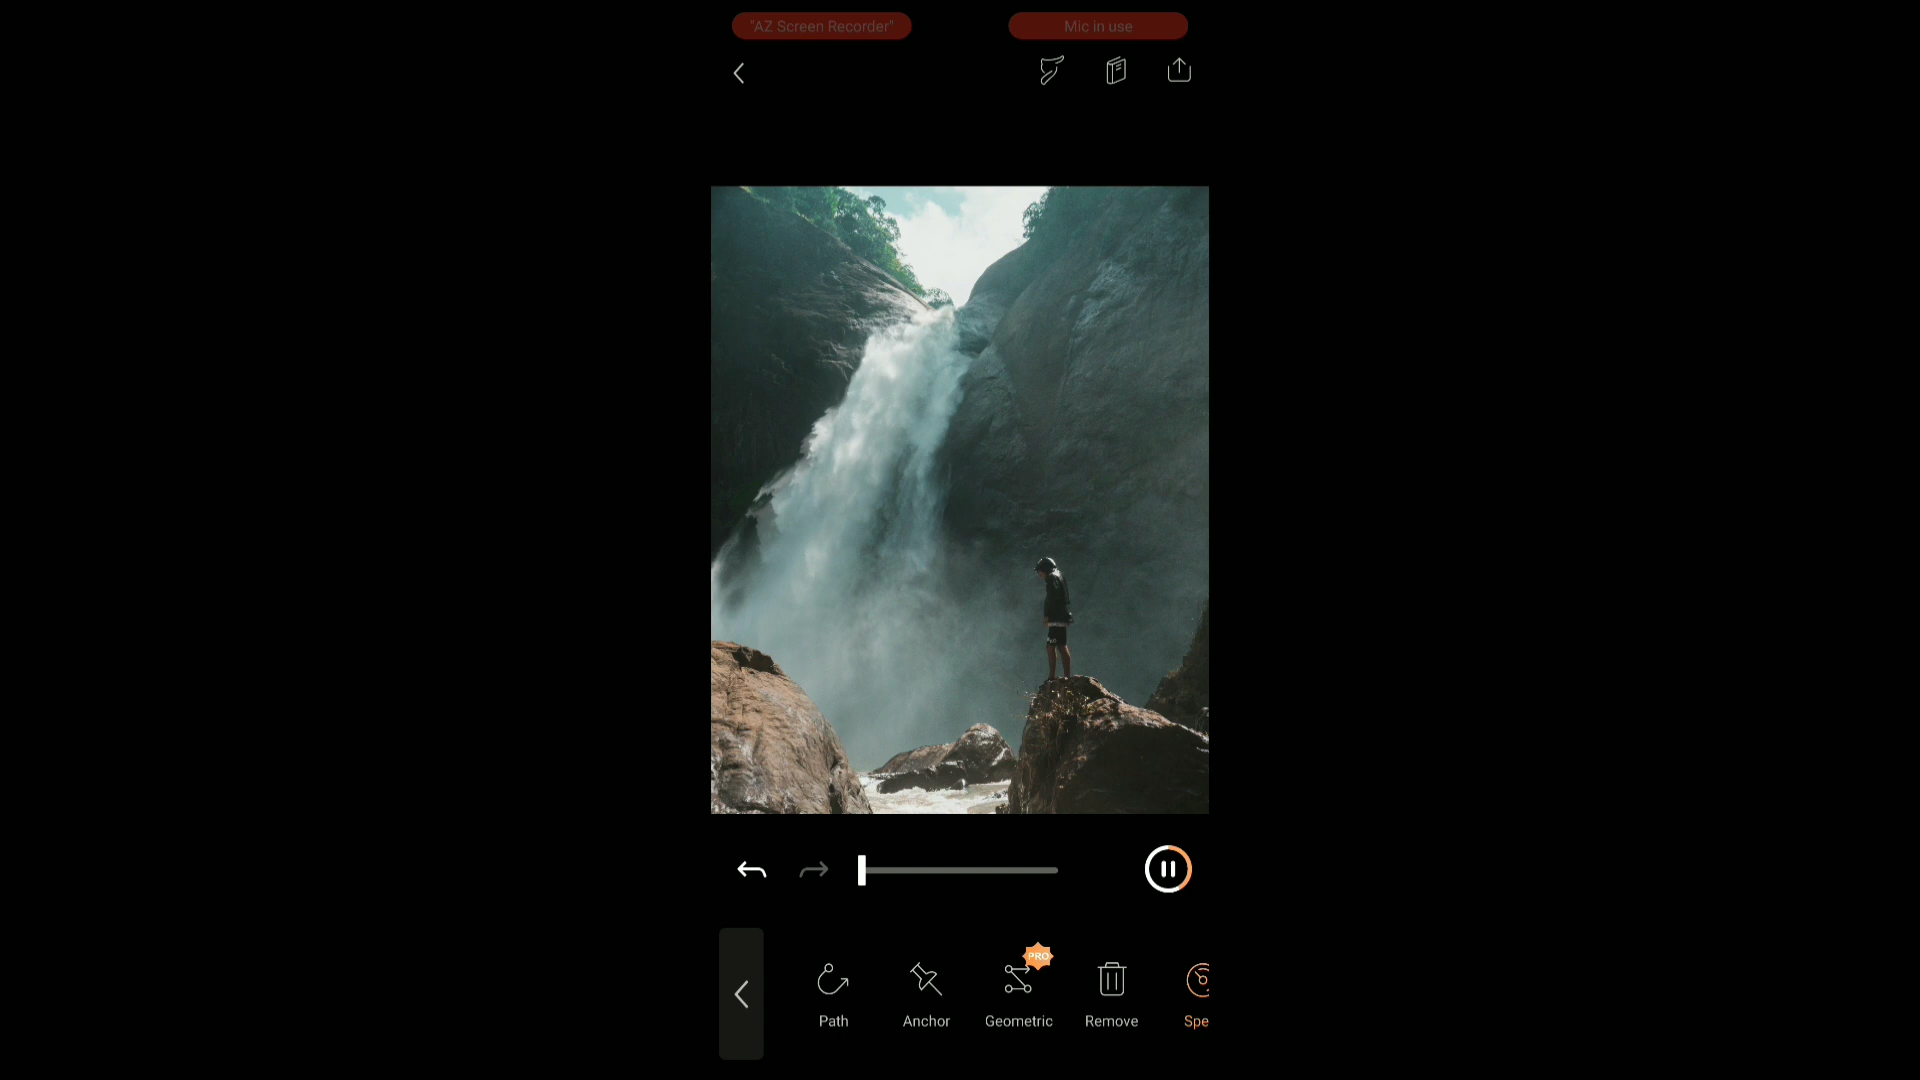 "AZ Screen Recorder"
Mic in use
PRO
Path
Anchor
Geometric
Remove
Spe